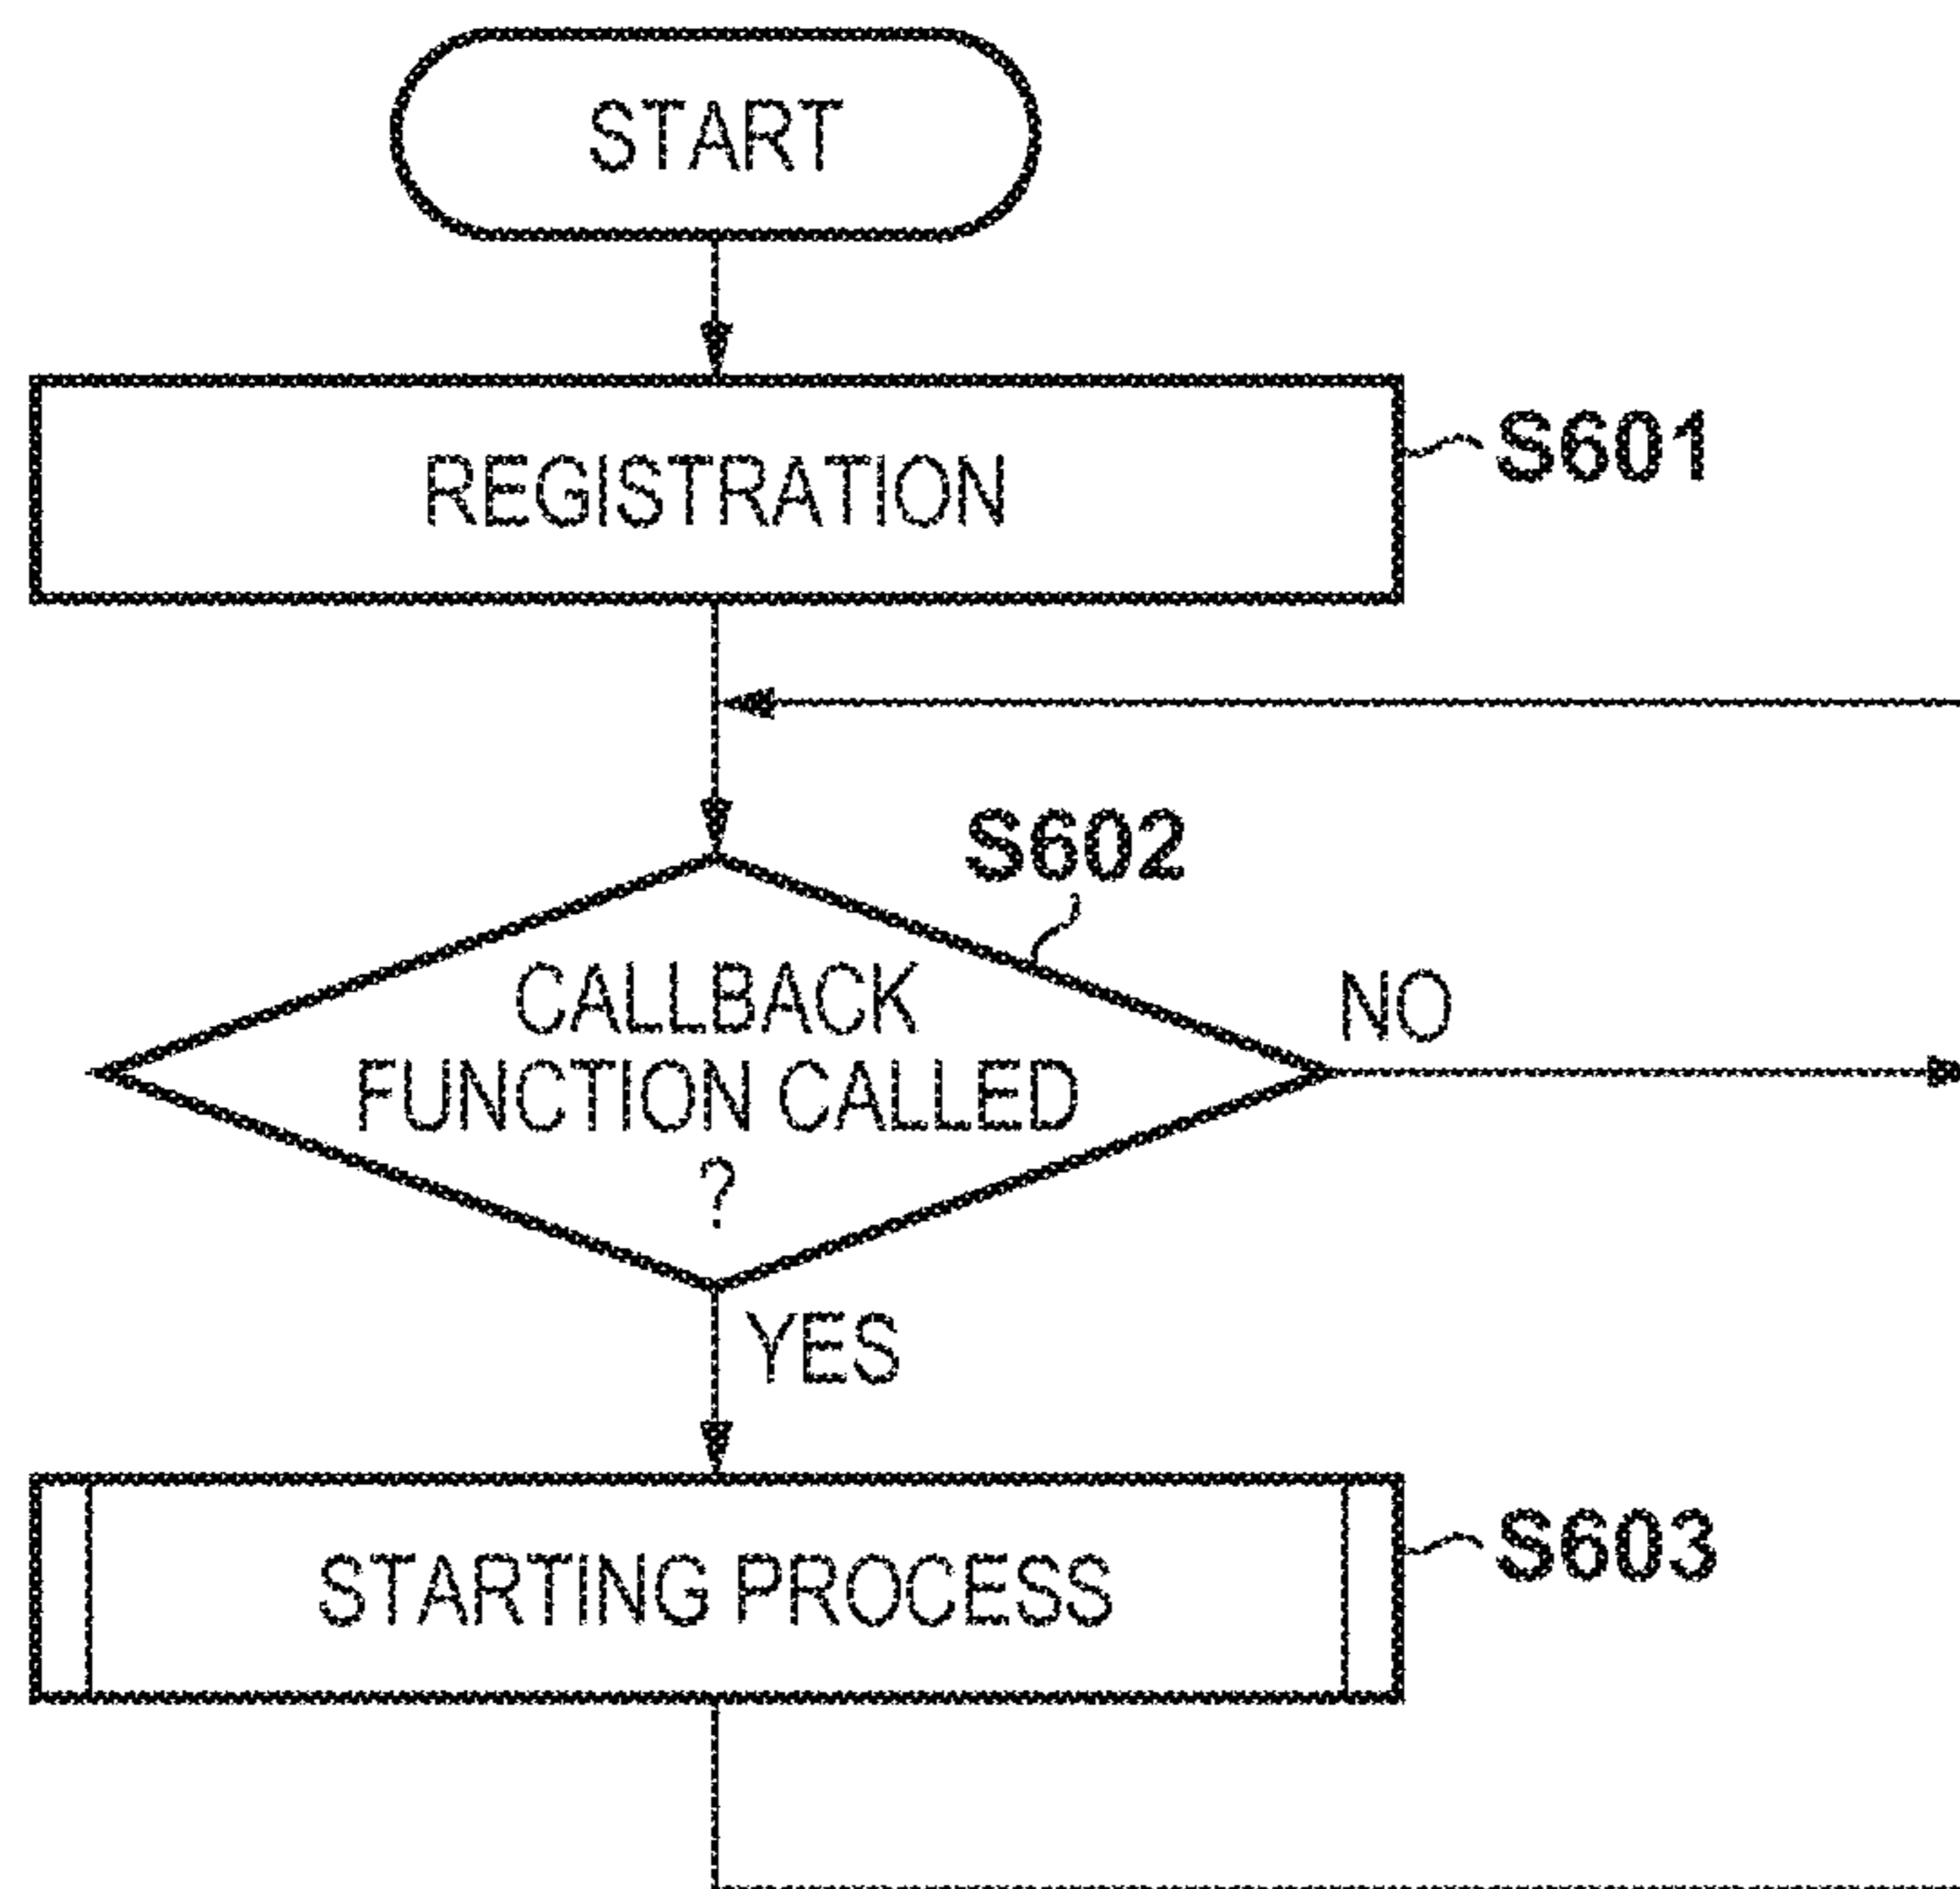 START
REGISTRATION
S601
S602
CALLBACK
FUNCTION CALLED
?
NO
YES
STARTING PROCESS
S603